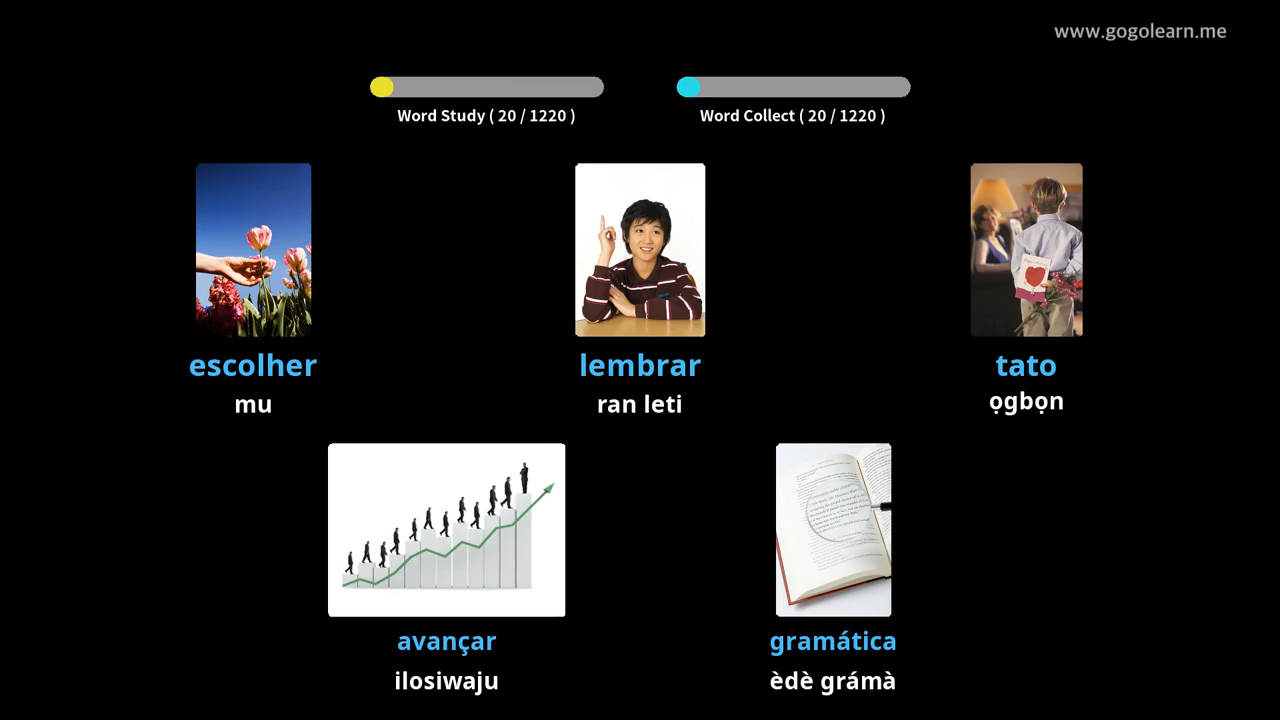 www.gogolearn.me
Word Study ( 20 / 1220 )
Word Collect ( 20 / 1220 )
escolher
mu
lembrar
ran leti
tato
ọgbọn
avançar
ilosiwaju
gramática
èdè grámà